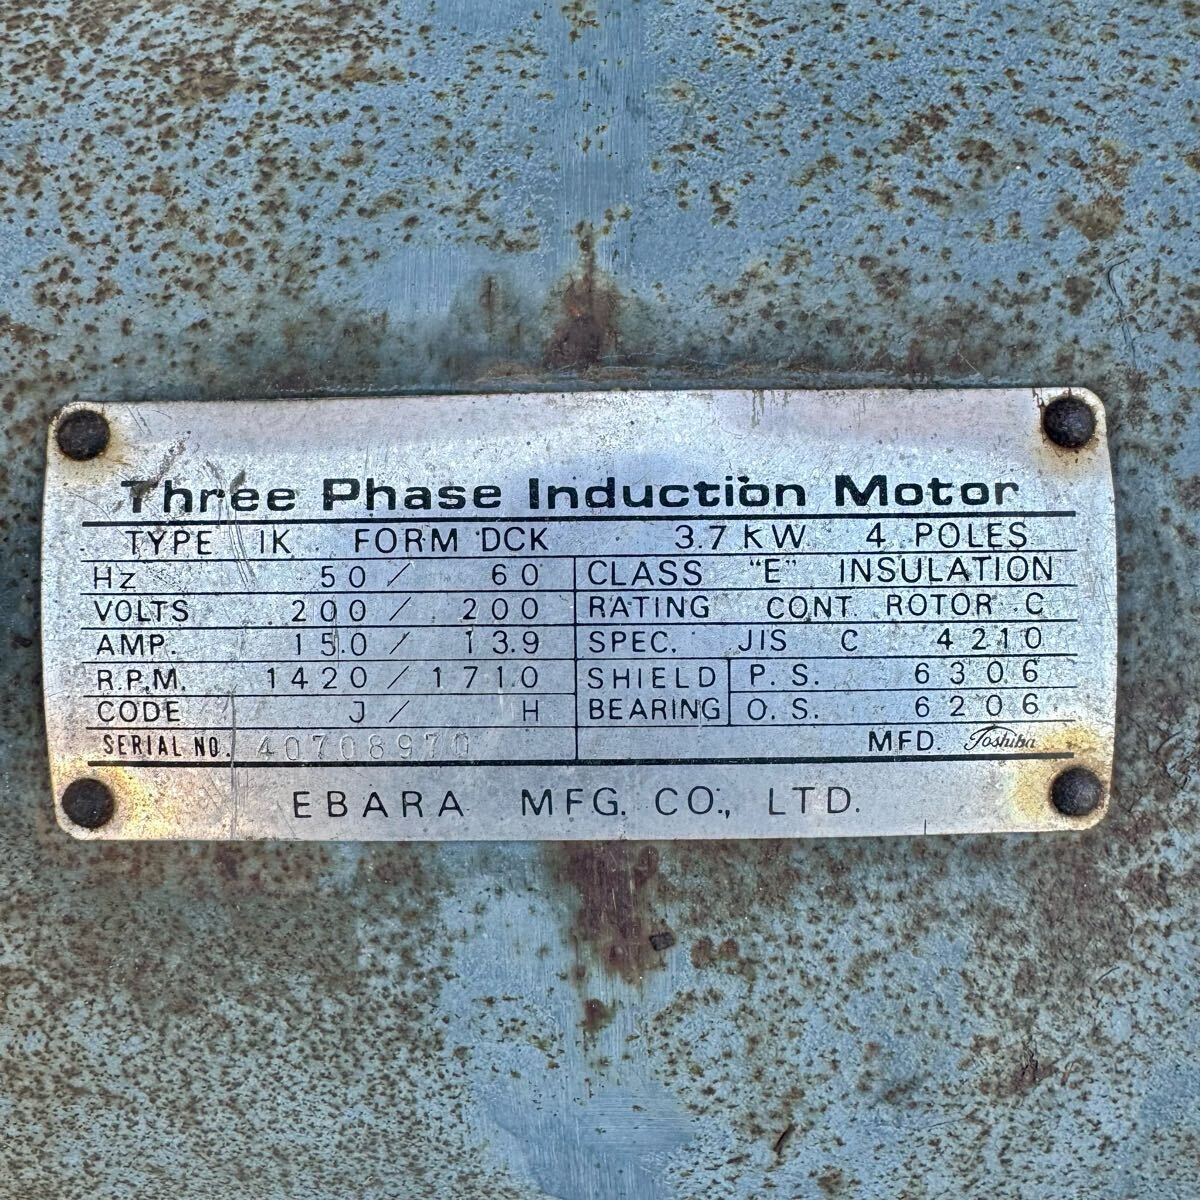 Three Phase Induction Motor
TYPE IK FORM DCK 3.7 KW 4 POLES
Hz 50 / 60 CLASS "E" INSULATION
VOLTS 200 / 200 RATING CONT ROTOR C
AMP. 15.0 / 13.9 SPEC. JIS C 4210
R.P.M. 1420 / 1710 SHIELD P.S. 6306
CODE J / H BEARING O.S. 6206
SERIAL NO. 40708970 MFD. Toshiba
EBARA MFG. CO., LTD.